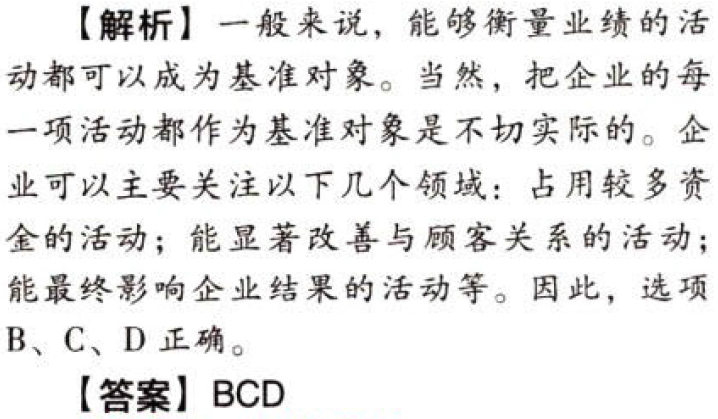 【解析】一般来说，能够衡量业绩的活
动都可以成为基准对象。当然，把企业的每
一项活动都作为基准对象是不切实际的。企
业可以主要关注以下几个领域：占用较多资
金的活动；能显著改善与顾客关系的活动；
能最终影响企业结果的活动等。因此，选项
B、C、D 正确。
【答案】BCD